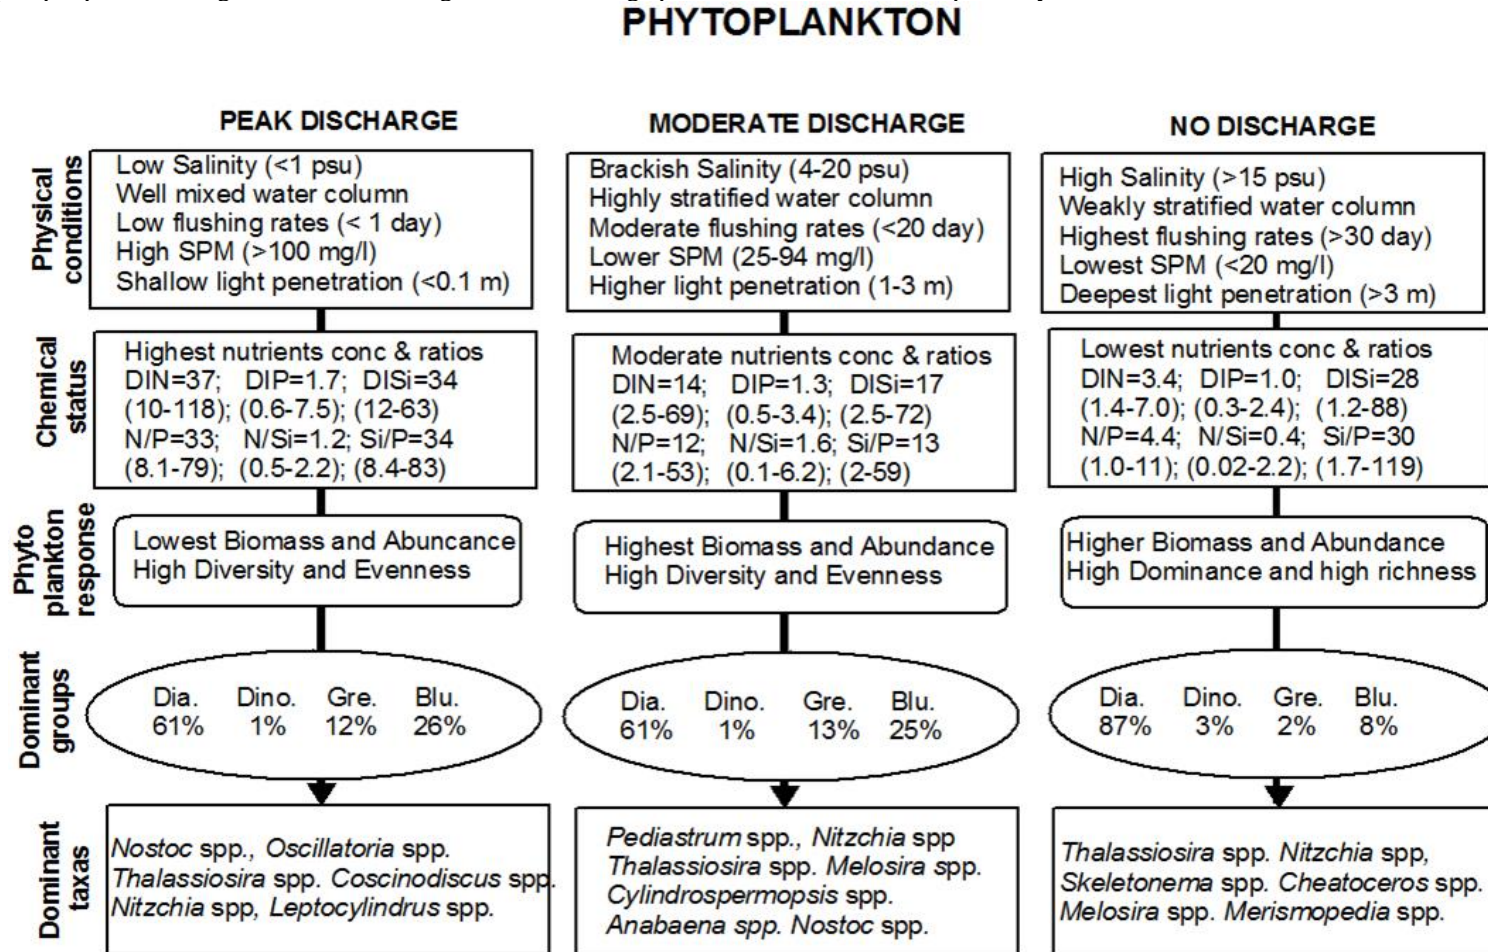 PHYTOPLANKTON
PEAK DISCHARGE
MODERATE DISCHARGE
NO DISCHARGE
Physical
conditions
Low Salinity (<1 psu)
Well mixed water column
Low flushing rates (< 1 day)
High SPM (>100 mg/l)
Shallow light penetration (<0.1 m)
Brackish Salinity (4-20 psu)
Highly stratified water column
Moderate flushing rates (<20 day)
Lower SPM (25-94 mg/l)
Higher light penetration (1-3 m)
High Salinity (>15 psu)
Weakly stratified water column
Highest flushing rates (>30 day)
Lowest SPM (<20 mg/l)
Deepest light penetration (>3 m)
Chemical
status
Highest nutrients conc & ratios
DIN=37; DIP=1.7; DISi=34
(10-118); (0.6-7.5); (12-63)
N/P=33; N/Si=1.2; Si/P=34
(8.1-79); (0.5-2.2); (8.4-83)
Moderate nutrients conc & ratios
DIN=14; DIP=1.3; DISi=17
(2.5-69); (0.5-3.4); (2.5-72)
N/P=12; N/Si=1.6; Si/P=13
(2.1-53); (0.1-6.2); (2-59)
Lowest nutrients conc & ratios
DIN=3.4; DIP=1.0; DISi=28
(1.4-7.0); (0.3-2.4); (1.2-88)
N/P=4.4; N/Si=0.4; Si/P=30
(1.0-11); (0.02-2.2); (1.7-119)
Phyto
plankton
response
Lowest Biomass and Abuncance
High Diversity and Evenness
Highest Biomass and Abundance
High Diversity and Evenness
Higher Biomass and Abundance
High Dominance and high richness
Dominant
groups
Dia. Dino. Gre. Blu.
61% 1% 12% 26%
Dia. Dino. Gre. Blu.
61% 1% 13% 25%
Dia. Dino. Gre. Blu.
87% 3% 2% 8%
Dominant
taxas
Nostoc spp., Oscillatoria spp.
Thalassiosira spp. Coscinodiscus spp.
Nitzchia spp, Leptocylindrus spp.
Pediastrum spp., Nitzchia spp
Thalassiosira spp. Melosira spp.
Cylindrospermopsis spp.
Anabaena spp. Nostoc spp.
Thalassiosira spp. Nitzchia spp,
Skeletonema spp. Cheatoceros spp.
Melosira spp. Merismopedia spp.